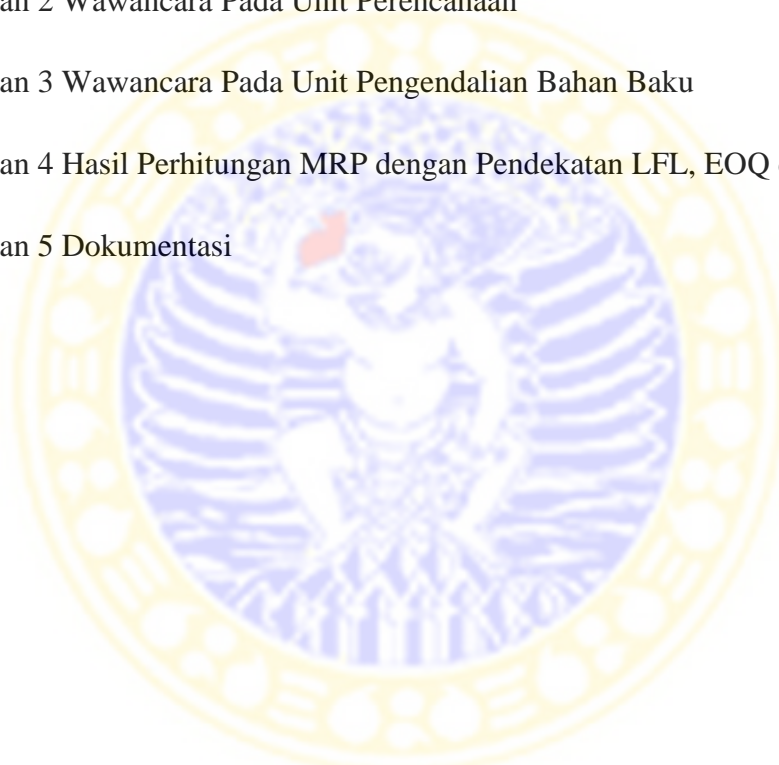 an 2 Wawancara Pada Unit Perencanaan
an 3 Wawancara Pada Unit Pengendalian Bahan Baku
an 4 Hasil Perhitungan MRP dengan Pendekatan LFL, EOQ
an 5 Dokumentasi